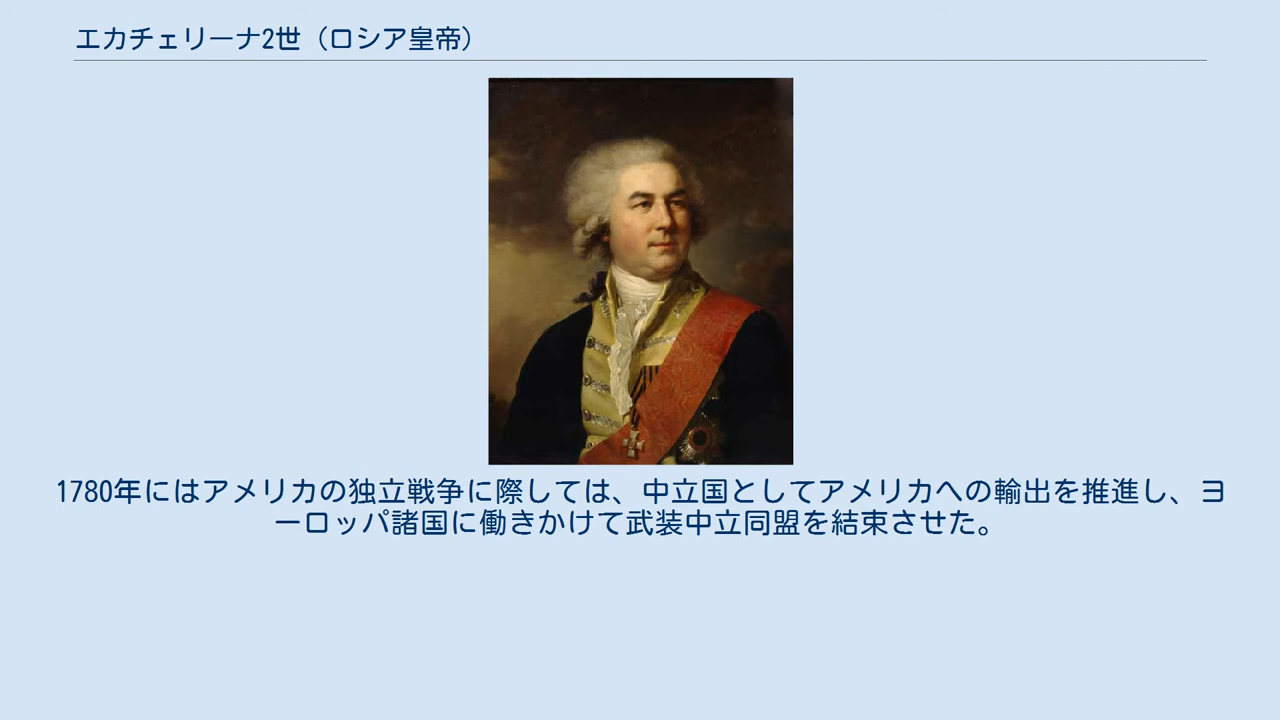 エカチェリーナ2世（ロシア皇帝）
1780年にはアメリカの独立戦争に際しては、中立国としてアメリカへの輸出を推進し、ヨ
ーロッパ諸国に働きかけて武装中立同盟を結束させた。